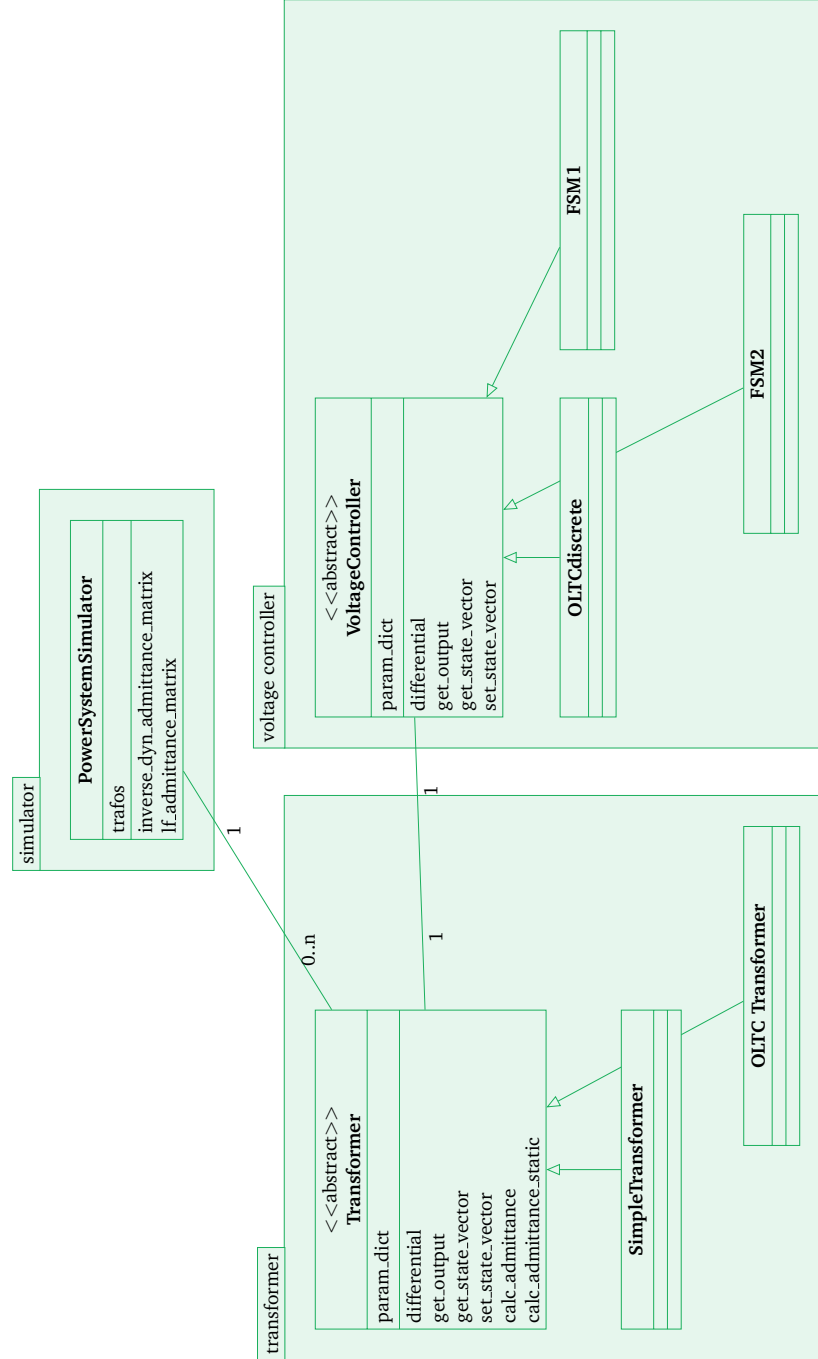 simulator
PowerSystemSimulator
trafos
inverse_dyn_admittance_matrix
lf_admittance_matrix
1
0..n
transformer
<<abstract>>
Transformer
param_dict
differential
get_output
get_state_vector
set_state_vector
calc_admittance
calc_admittance_static
1
1
SimpleTransformer
OLTC Transformer
voltage controller
<<abstract>>
VoltageController
param_dict
differential
get_output
get_state_vector
set_state_vector
OLTCdiscrete
FSM1
FSM2